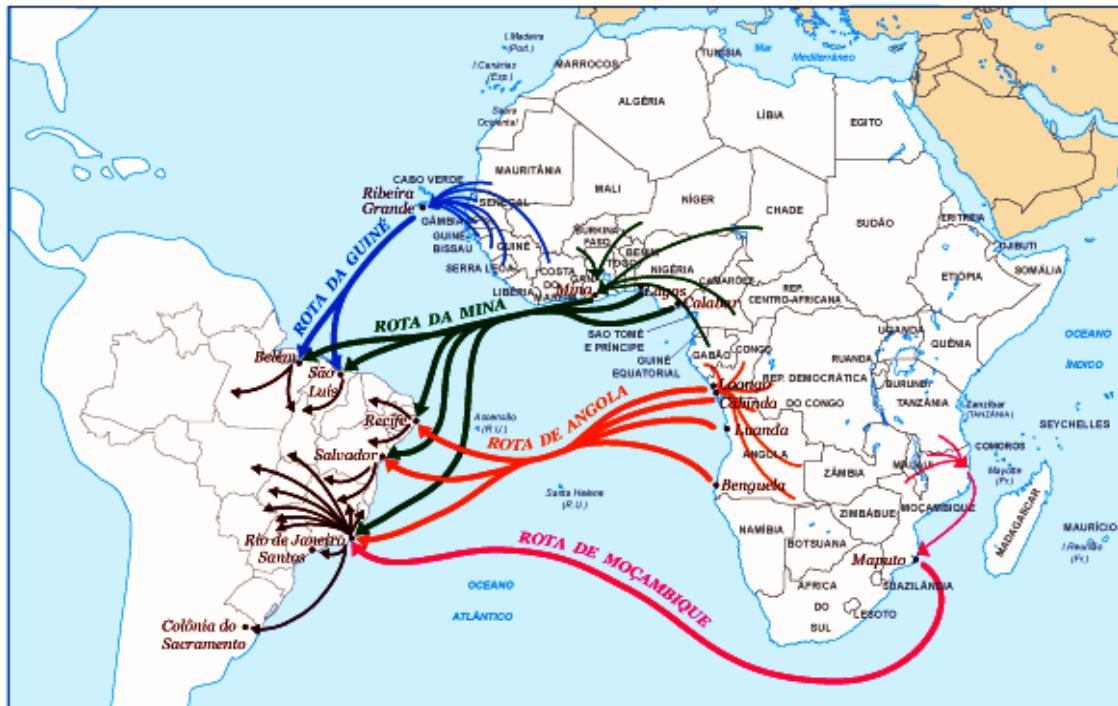 I. Madeira
(Port.)
I. Canárias
(Esp.)
Mar
Mediterrâneo
TUNÍSIA
MARROCOS
ARGÉLIA
LÍBIA
EGITO
MAURITÂNIA
MALI
NÍGER
CHADE
SUDÃO
ERITREIA
DJIBUTI
ETIÓPIA
SOMÁLIA
CABO VERDE
Ribeira
Grande
SENEGAL
GÂMBIA
GUINÉ
BISSAU
GUINÉ
SERRA LEOA
LIBÉRIA
COSTA
DO
BURKINA
FASO
BENIN
TOGO
NIGÉRIA
CAMARÕES
REP.
CENTRO-AFRICANA
Mina
Lagos
Calabar
SAO TOMÉ
E PRÍNCIPE
GUINÉ
EQUATORIAL
GABÃO
CONGO
REP. DEMOCRÁTICA
DO CONGO
UGANDA
QUÊNIA
RUANDA
BURUNDI
TANZÂNIA
Zanzibar
(TANZÂNIA)
OCEANO
ÍNDICO
SEYCHELLES
COMOROS
Mayotte
(Fr.)
ROTA DA GUINÉ
ROTA DA MINA
ROTA DE ANGOLA
ROTA DE MOÇAMBIQUE
Belém
São
Luís
Recife
Salvador
Rio de Janeiro
Santos
Colônia do
Sacramento
Ascensão
(R.U.)
Santa Helena
(R.U.)
OCEANO
ATLÂNTICO
Loango
Cabinda
Luanda
ANGOLA
Benguela
ZÂMBIA
MALAUI
MOÇAMBIQUE
ZIMBÁBUE
NAMÍBIA
BOTSUANA
MADAGASCAR
MAURÍCIO
I. Reunião
(Fr.)
Maputo
SUAZILÂNDIA
LESOTO
ÁFRICA
DO
SUL